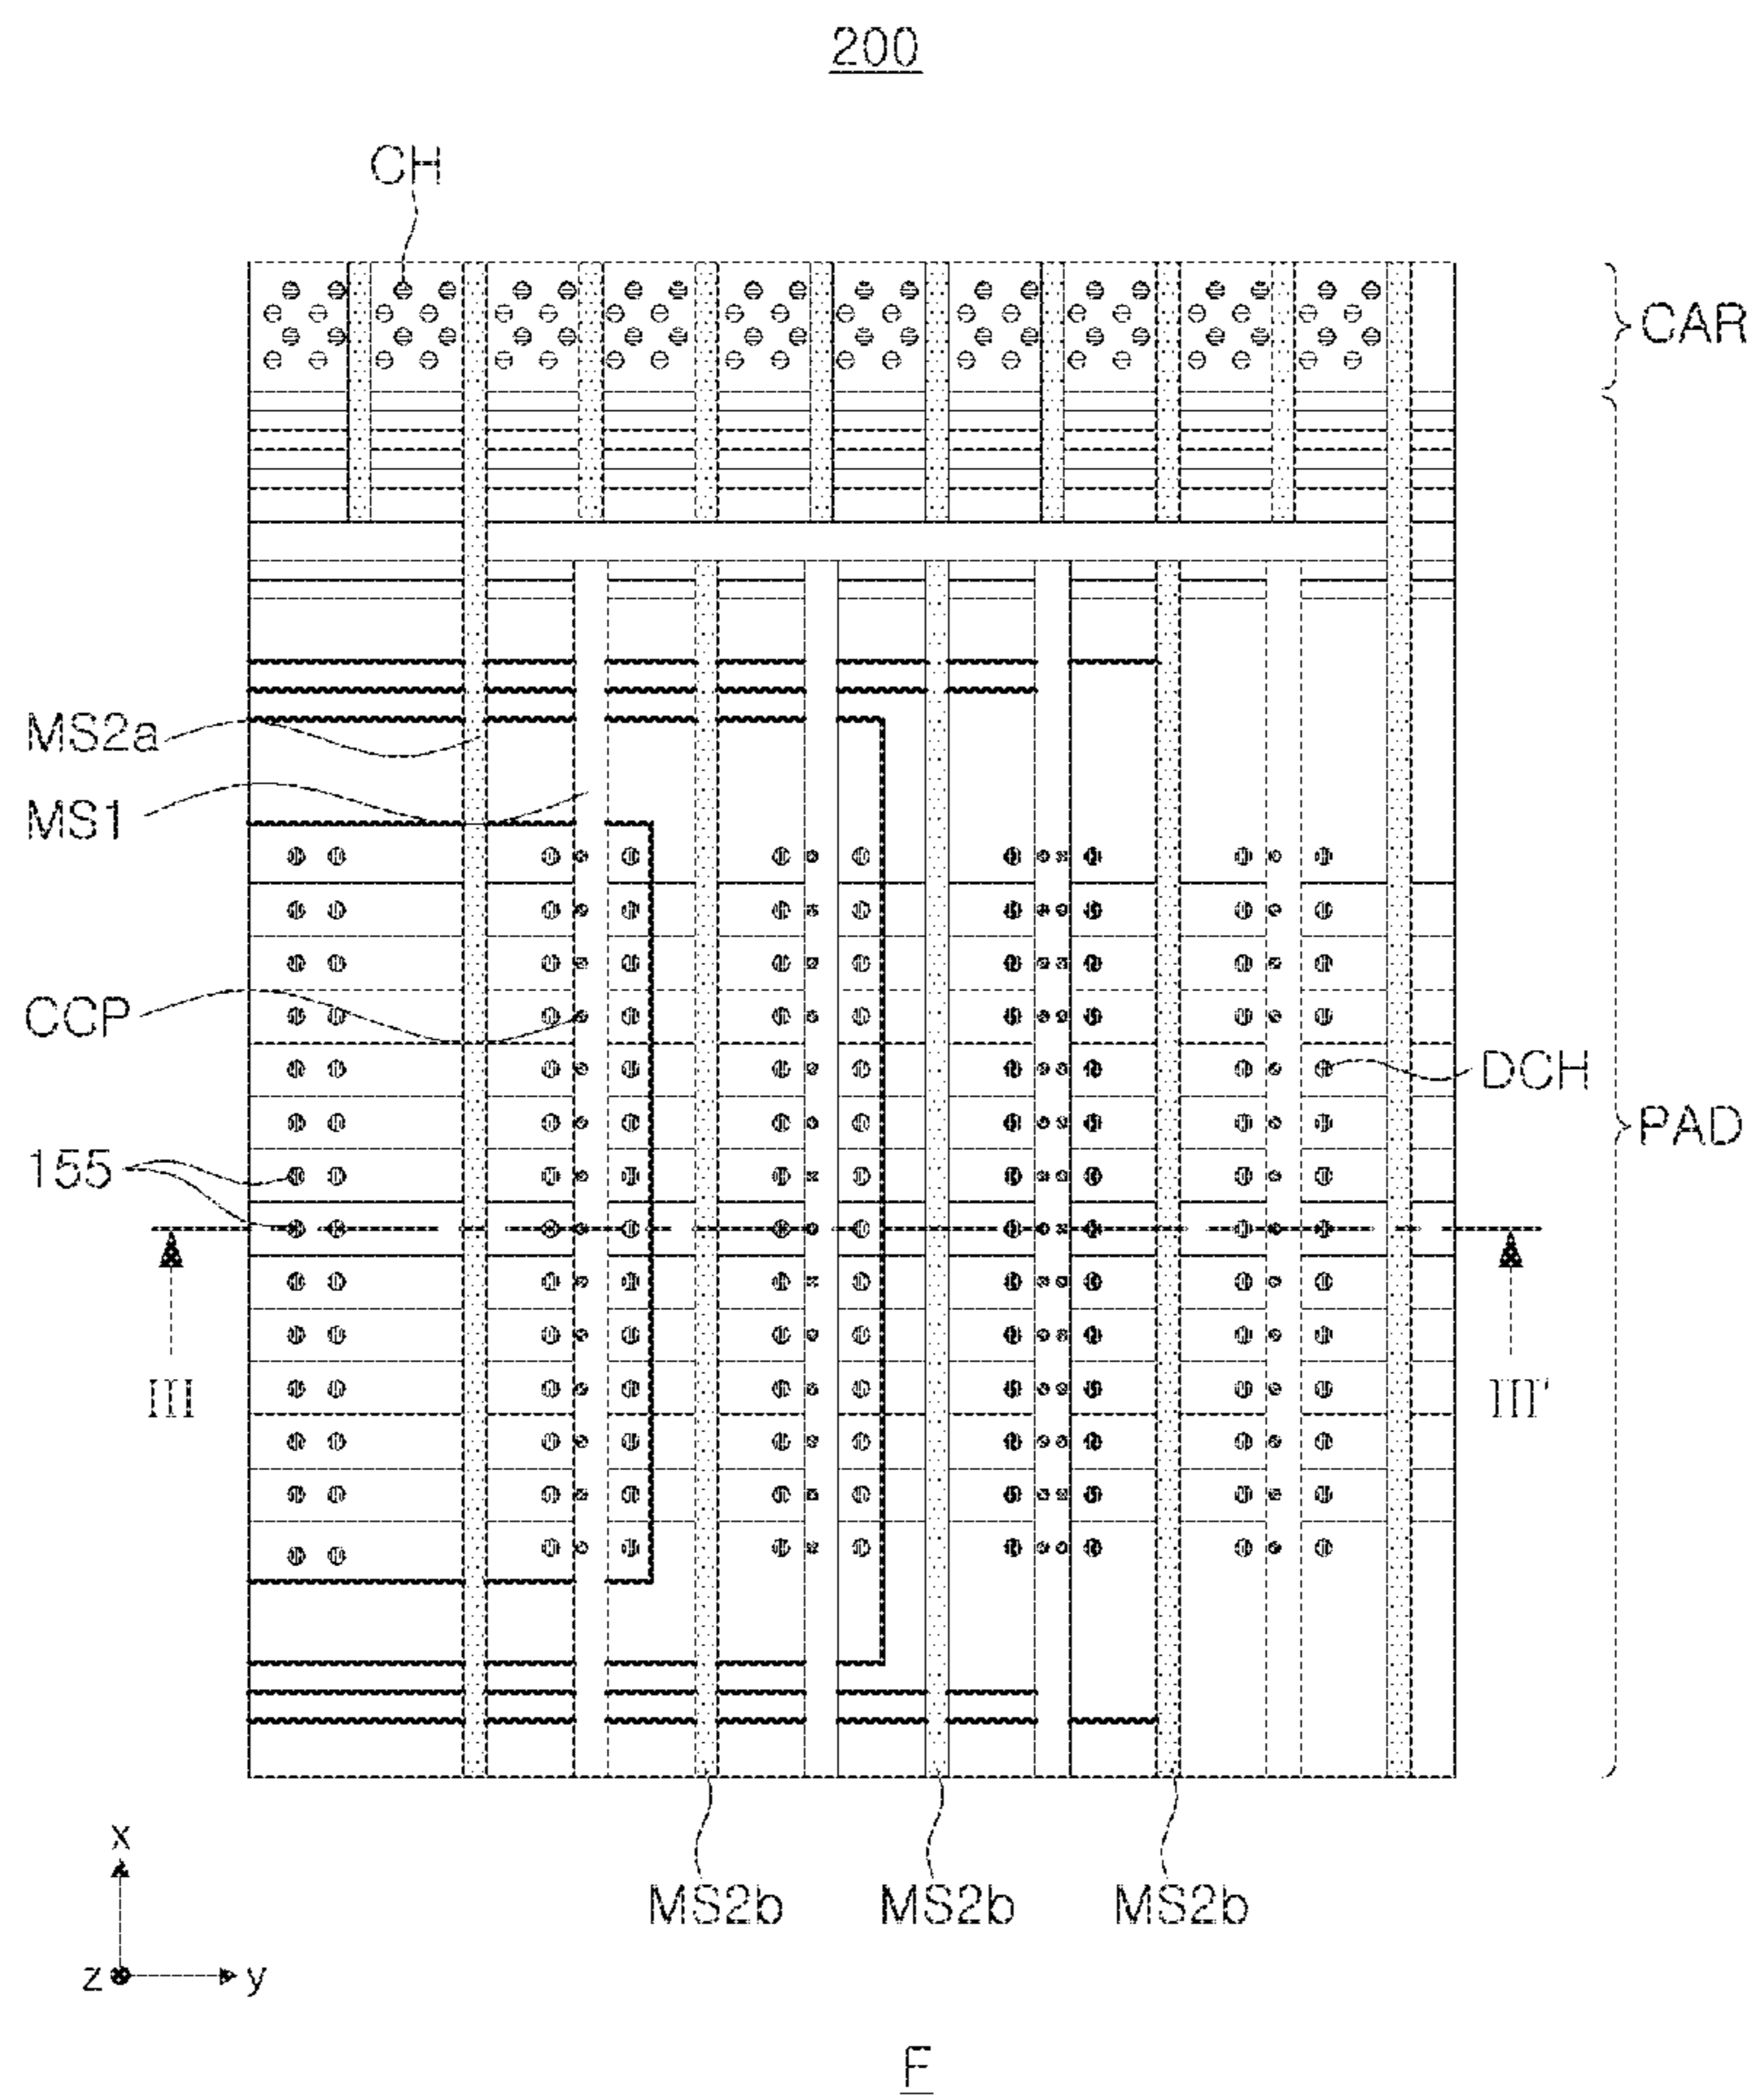 200
CH
CAR
MS2a
MS1
CCP
DCH
PAD
155
III
III'
MS2b
MS2b
MS2b
x
z
y
F